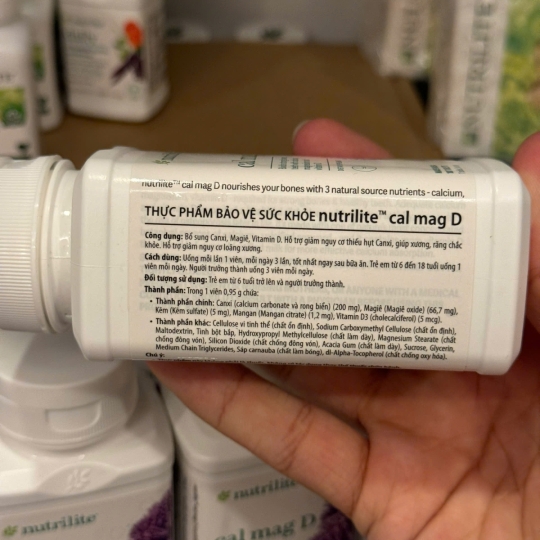 nutrilite™ cal mag D nourishes your bones with 3 natural source nutrients - calcium,
THỰC PHẨM BẢO VỆ SỨC KHỎE nutrilite™ cal mag D
Công dụng: Bổ sung Canxi, Magiê, Vitamin D. Hỗ trợ giảm nguy cơ thiếu hụt Canxi, giúp xương, răng chắc
khỏe. Hỗ trợ giảm nguy cơ loãng xương.
Cách dùng: Uống mỗi lần 1 viên, mỗi ngày 3 lần, tốt nhất ngay sau bữa ăn. Trẻ em từ 6 đến 18 tuổi uống 1
viên mỗi ngày. Người trưởng thành uống 3 viên mỗi ngày.
Đối tượng sử dụng: Trẻ em từ 6 tuổi trở lên và người trưởng thành.
Thành phần: Trong 1 viên 0,95 g chứa:
• Thành phần chính: Canxi (calcium carbonate và rong biển) (200 mg), Magiê (Magiê oxide) (66,7 mg),
Kẽm (Kẽm sulfate) (5 mg), Mangan (Mangan citrate) (1,2 mg), Vitamin D3 (cholecalciferol) (5 mcg).
• Thành phần khác: Cellulose vi tinh thể (chất ổn định), Sodium Carboxymethyl Cellulose (chất ổn định),
Maltodextrin, Tinh bột bắp, Hydroxypropyl Methylcellulose (chất làm dày), Magnesium Stearate (chất
chống đông vón), Silicon Dioxide (chất chống đông vón), Acacia Gum (chất làm dày), Sucrose, Glycerin,
Medium Chain Triglycerides, Sáp carnauba (chất làm bóng), dl-Alpha-Tocopherol (chất chống oxy hóa).
Chú ý:
nutrilite
cal mag D
NUTRILITE